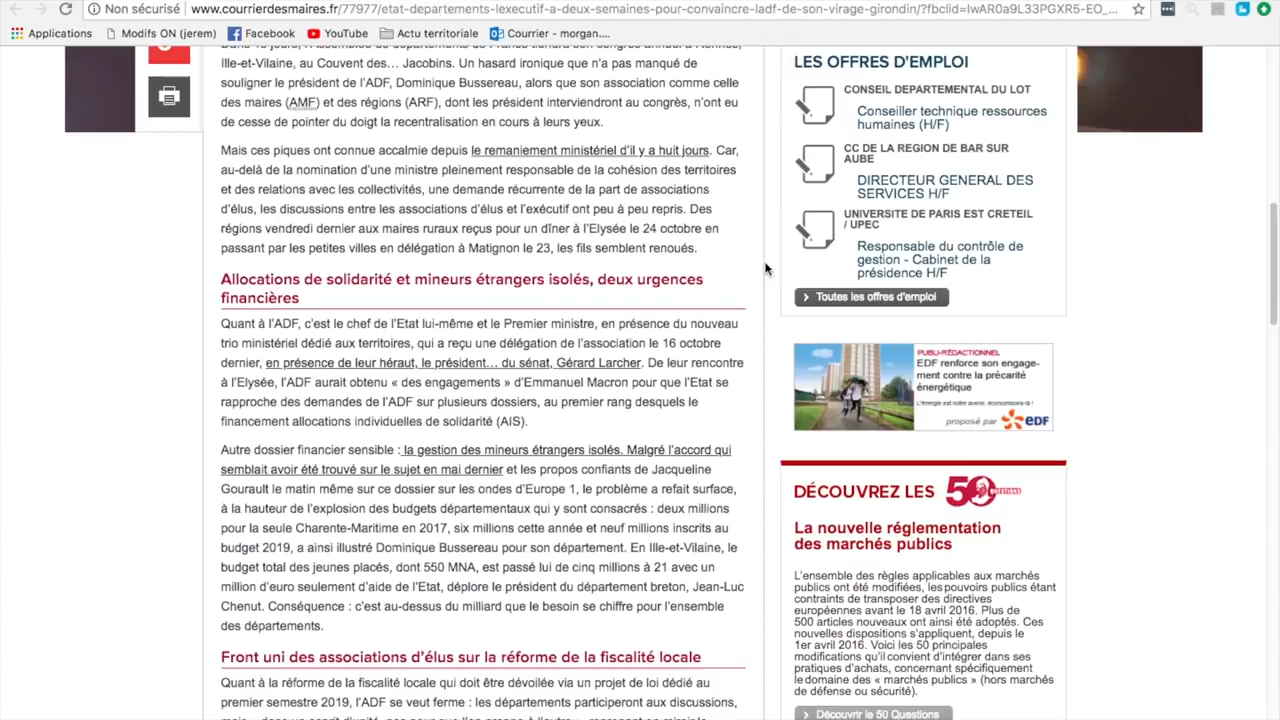 Non sécurisé
www.courrierdesmaires.fr/77977/etat-departements-lexecutif-a-deux-semaines-pour-convaincre-ladf-de-son-virage-girondin/?fbclid=IwAR0a9L33PGXR5-EO_...
Applications
Modifs ON (jerem)
Facebook
YouTube
Actu territoriale
Courrier - morgan....
Dans 15 jours, l'Assemblée de départements de France tiendra son congrès annuel à Rennes,
Ille-et-Vilaine, au Couvent des… Jacobins. Un hasard ironique que n'a pas manqué de
souligner le président de l'ADF, Dominique Bussereau, alors que son association comme celle
des maires (AMF) et des régions (ARF), dont les président interviendront au congrès, n'ont eu
de cesse de pointer du doigt la recentralisation en cours à leurs yeux.
Mais ces piques ont connue accalmie depuis le remaniement ministériel d'il y a huit jours. Car,
au-delà de la nomination d'une ministre pleinement responsable de la cohésion des territoires
et des relations avec les collectivités, une demande récurrente de la part de associations
d'élus, les discussions entre les associations d'élus et l'exécutif ont peu à peu repris. Des
régions vendredi dernier aux maires ruraux reçus pour un dîner à l'Elysée le 24 octobre en
passant par les petites villes en délégation à Matignon le 23, les fils semblent renoués.
Allocations de solidarité et mineurs étrangers isolés, deux urgences
financières
Quant à l'ADF, c'est le chef de l'Etat lui-même et le Premier ministre, en présence du nouveau
trio ministériel dédié aux territoires, qui a reçu une délégation de l'association le 16 octobre
dernier, en présence de leur héraut, le président… du sénat, Gérard Larcher. De leur rencontre
à l'Elysée, l'ADF aurait obtenu « des engagements » d'Emmanuel Macron pour que l'Etat se
rapproche des demandes de l'ADF sur plusieurs dossiers, au premier rang desquels le
financement allocations individuelles de solidarité (AIS).
Autre dossier financier sensible : la gestion des mineurs étrangers isolés. Malgré l'accord qui
semblait avoir été trouvé sur le sujet en mai dernier et les propos confiants de Jacqueline
Gourault le matin même sur ce dossier sur les ondes d'Europe 1, le problème a refait surface,
à la hauteur de l'explosion des budgets départementaux qui y sont consacrés : deux millions
pour la seule Charente-Maritime en 2017, six millions cette année et neuf millions inscrits au
budget 2019, a ainsi illustré Dominique Bussereau pour son département. En Ille-et-Vilaine, le
budget total des jeunes placés, dont 550 MNA, est passé lui de cinq millions à 21 avec un
million d'euro seulement d'aide de l'Etat, déplore le président du département breton, Jean-Luc
Chenut. Conséquence : c'est au-dessus du milliard que le besoin se chiffre pour l'ensemble
des départements.
Front uni des associations d'élus sur la réforme de la fiscalité locale
Quant à la réforme de la fiscalité locale qui doit être dévoilée via un projet de loi dédié au
premier semestre 2019, l'ADF se veut ferme : les départements participeront aux discussions,
LES OFFRES D'EMPLOI
CONSEIL DEPARTEMENTAL DU LOT
Conseiller technique ressources
humaines (H/F)
CC DE LA REGION DE BAR SUR
AUBE
DIRECTEUR GENERAL DES
SERVICES H/F
UNIVERSITE DE PARIS EST CRETEIL
/ UPEC
Responsable du contrôle de
gestion - Cabinet de la
présidence H/F
Toutes les offres d'emploi
PUBLI-RÉDACTIONNEL
EDF renforce son engage-
ment contre la précarité
énergétique
L'énergie est notre avenir, économisons-là !
proposé par edf
DÉCOUVREZ LES 50 QUESTIONS
La nouvelle réglementation
des marchés publics
L'ensemble des règles applicables aux marchés
publics ont été modifiées, les pouvoirs publics étant
contraints de transposer des directives
européennes avant le 18 avril 2016. Plus de
500 articles nouveaux ont ainsi été adoptés. Ces
nouvelles dispositions s'appliquent, depuis le
1er avril 2016. Voici les 50 principales
modifications qu'il convient d'intégrer dans ses
pratiques d'achats, concernant spécifiquement
le domaine des « marchés publics » (hors marchés
de défense ou sécurité).
Découvrir le 50 Questions